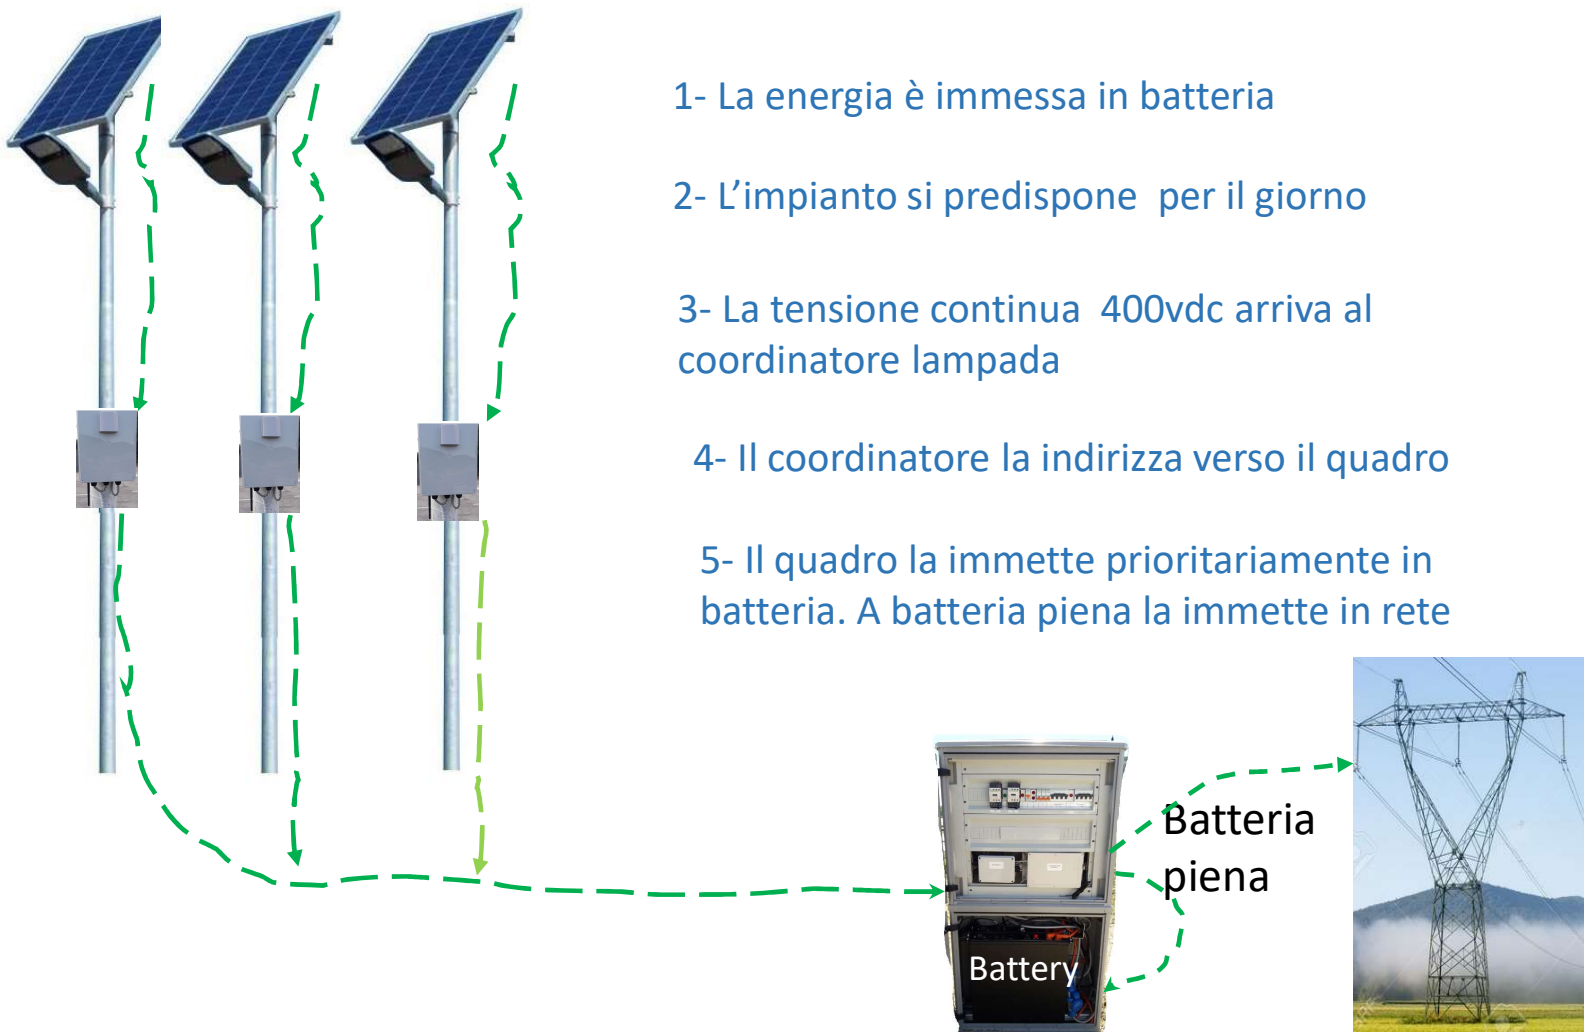 1- La energia è immessa in batteria
2- L’impianto si predispone  per il giorno
3- La tensione continua  400vdc arriva al
coordinatore lampada
4- Il coordinatore la indirizza verso il quadro
5- Il quadro la immette prioritariamente in
batteria. A batteria piena la immette in rete
Batteria
piena
Battery